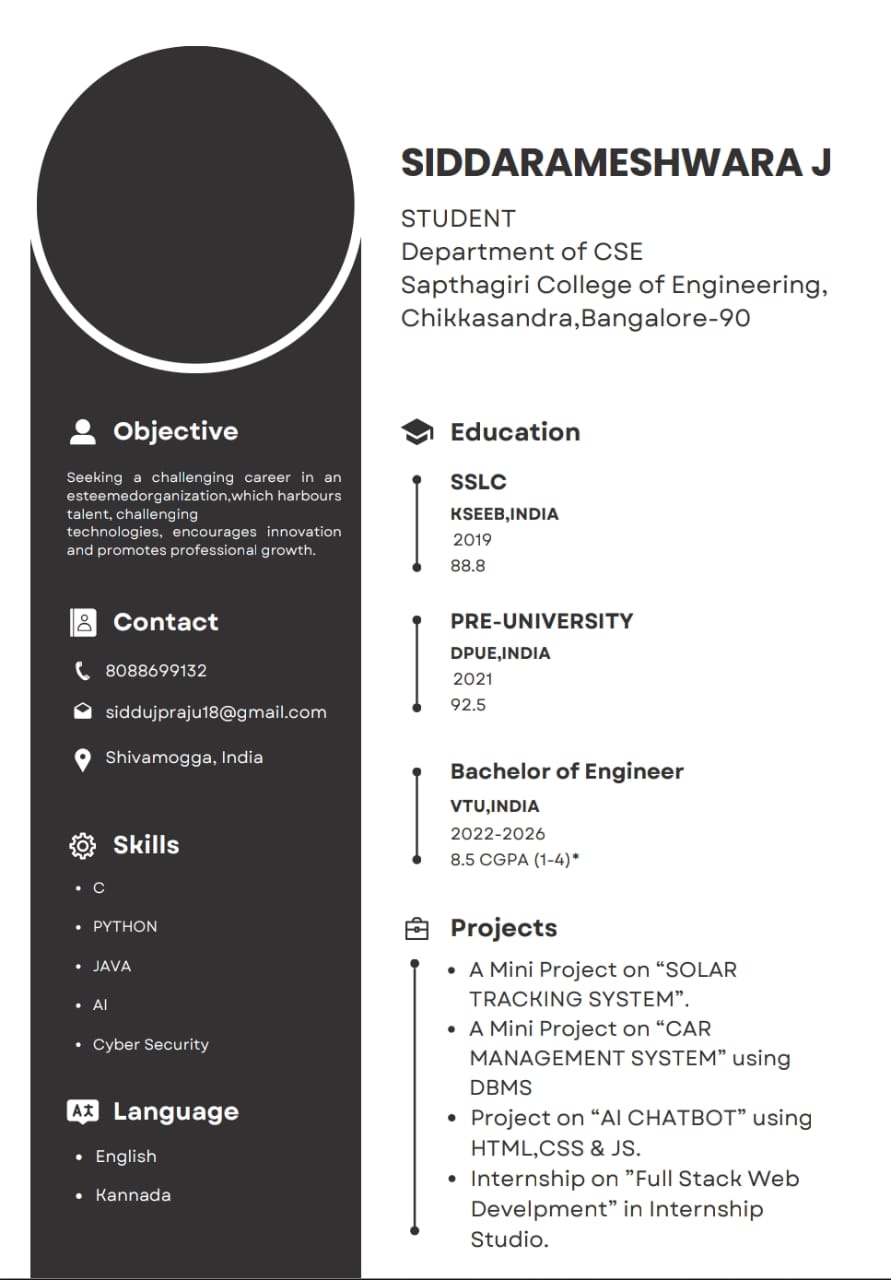 SIDDARAMESHWARA J
STUDENT
Department of CSE
Sapthagiri College of Engineering,
Chikkasandra,Bangalore-90
Objective
Seeking a challenging career in an
esteemedorganization,which harbours
talent, challenging
technologies, encourages innovation
and promotes professional growth.
Contact
8088699132
siddujpraju18@gmail.com
Shivamogga, India
Skills
• C
• PYTHON
• JAVA
• AI
• Cyber Security
Language
• English
• Kannada
Education
SSLC
KSEEB,INDIA
2019
88.8
PRE-UNIVERSITY
DPUE,INDIA
2021
92.5
Bachelor of Engineer
VTU,INDIA
2022-2026
8.5 CGPA (1-4)*
Projects
• A Mini Project on “SOLAR
TRACKING SYSTEM”.
• A Mini Project on “CAR
MANAGEMENT SYSTEM” using
DBMS
• Project on “AI CHATBOT” using
HTML,CSS & JS.
• Internship on ”Full Stack Web
Develpment” in Internship
Studio.